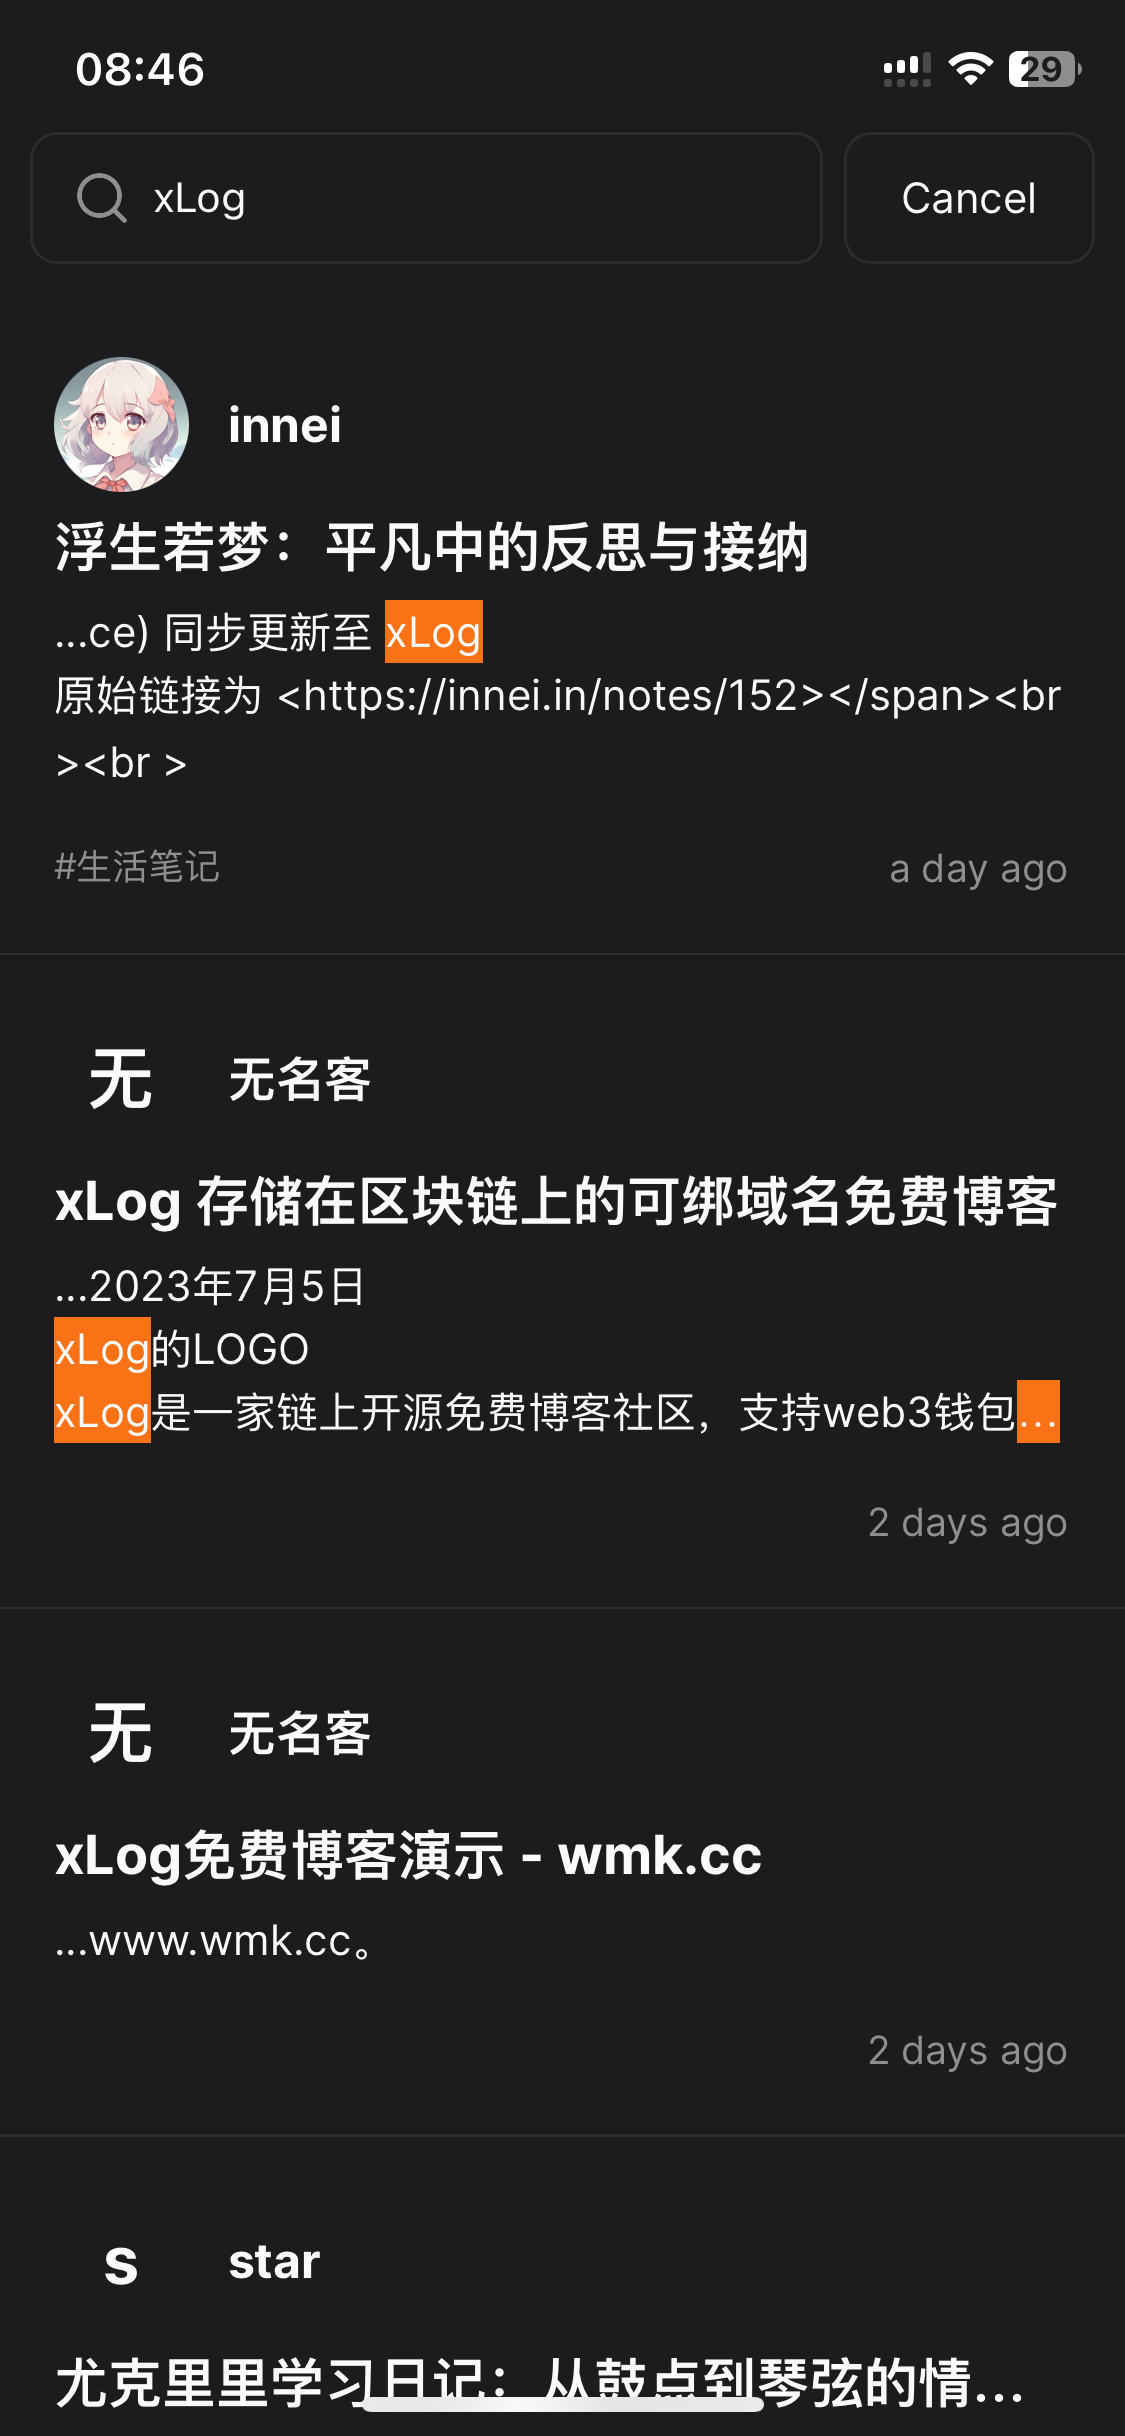 08:46
29
xLog
Cancel
innei
浮生若梦：平凡中的反思与接纳
...ce) 同步更新至 xLog
原始链接为 <https://innei.in/notes/152></span><br
><br >
#生活笔记
a day ago
无
无名客
xLog 存储在区块链上的可绑域名免费博客
...2023年7月5日
xLog的LOGO
xLog是一家链上开源免费博客社区，支持web3钱包...
2 days ago
无
无名客
xLog免费博客演示 - wmk.cc
...www.wmk.cc。
2 days ago
s
star
尤克里里学习日记：从鼓点到琴弦的情...